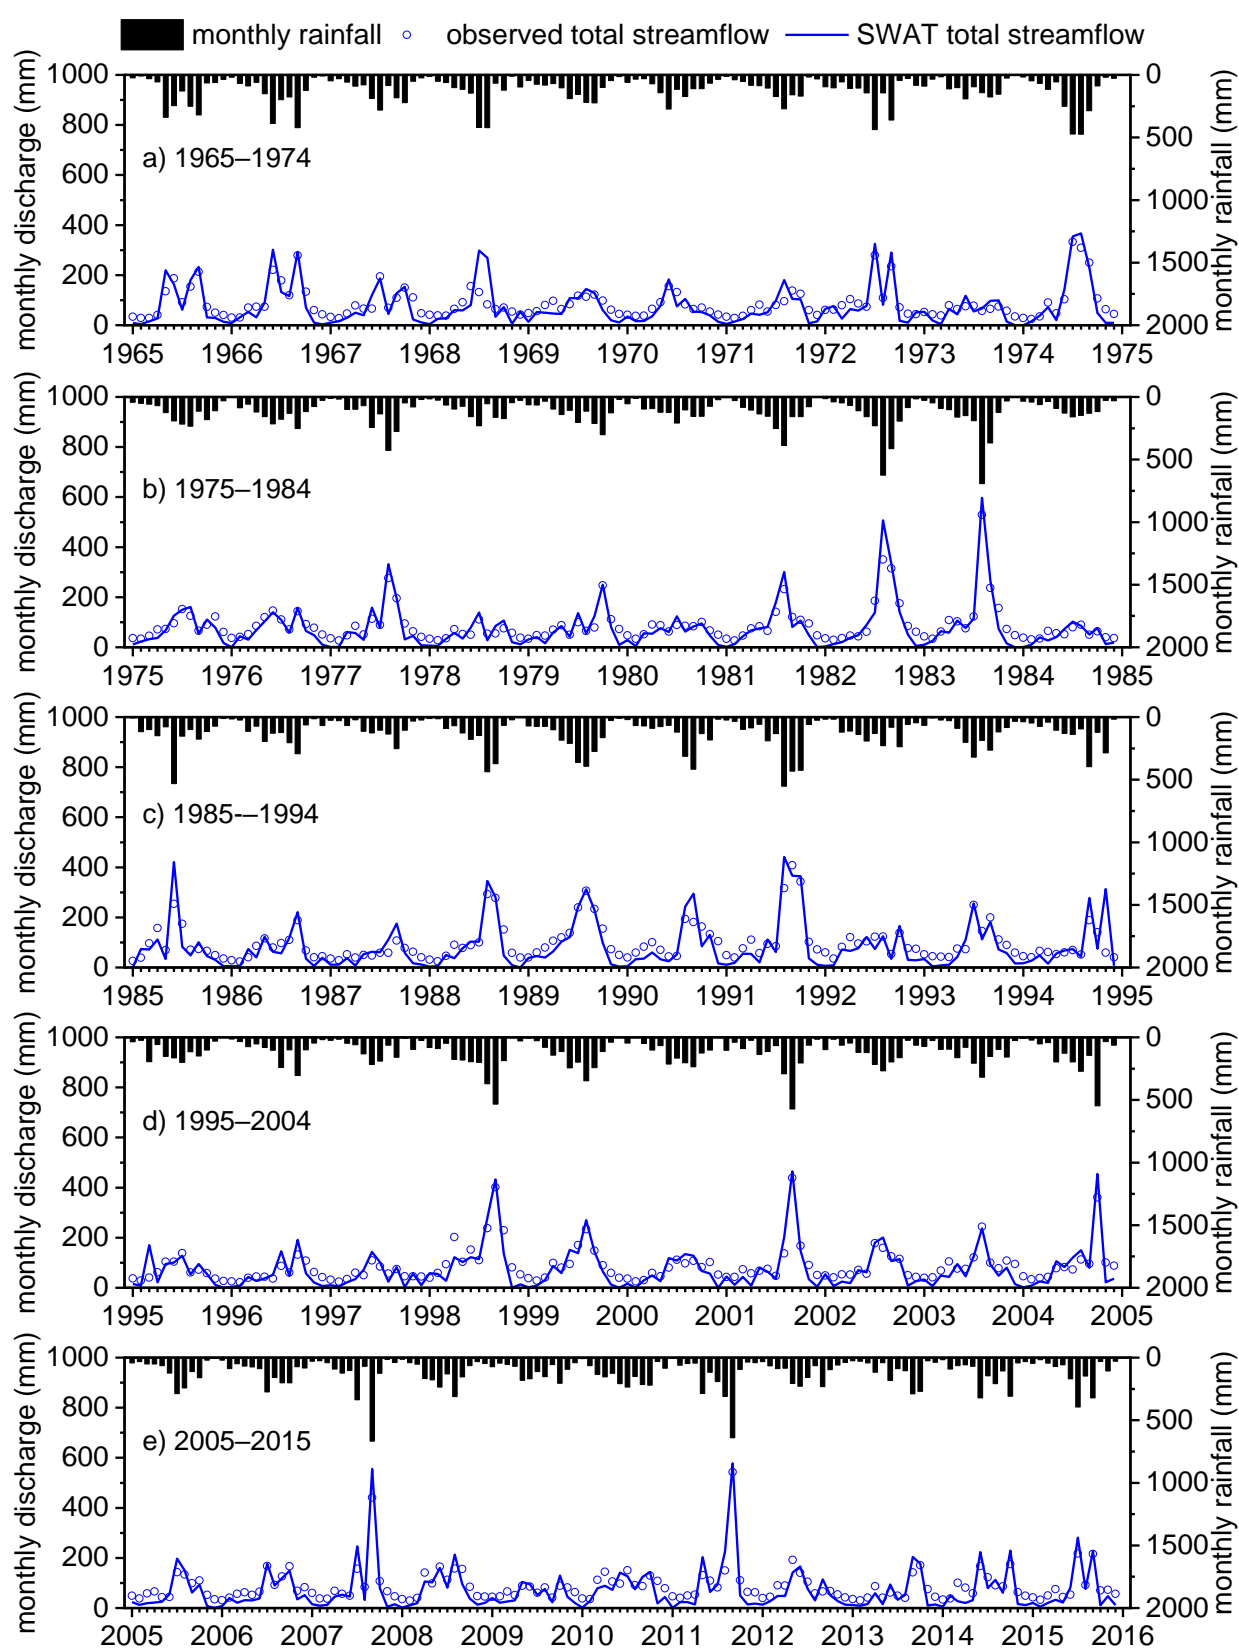 monthly rainfall observed total streamflow SWAT total streamflow
monthly discharge (mm)
1000
800
600
400
200
0
a) 1965–1974
0
500
1000
1500
2000
monthly rainfall (mm)
1965 1966 1967 1968 1969 1970 1971 1972 1973 1974 1975
monthly discharge (mm)
1000
800
600
400
200
0
b) 1975–1984
0
500
1000
1500
2000
monthly rainfall (mm)
1975 1976 1977 1978 1979 1980 1981 1982 1983 1984 1985
monthly discharge (mm)
1000
800
600
400
200
0
c) 1985-–1994
0
500
1000
1500
2000
monthly rainfall (mm)
1985 1986 1987 1988 1989 1990 1991 1992 1993 1994 1995
monthly discharge (mm)
1000
800
600
400
200
0
d) 1995–2004
0
500
1000
1500
2000
monthly rainfall (mm)
1995 1996 1997 1998 1999 2000 2001 2002 2003 2004 2005
monthly discharge (mm)
1000
800
600
400
200
0
e) 2005–2015
0
500
1000
1500
2000
monthly rainfall (mm)
2005 2006 2007 2008 2009 2010 2011 2012 2013 2014 2015 2016